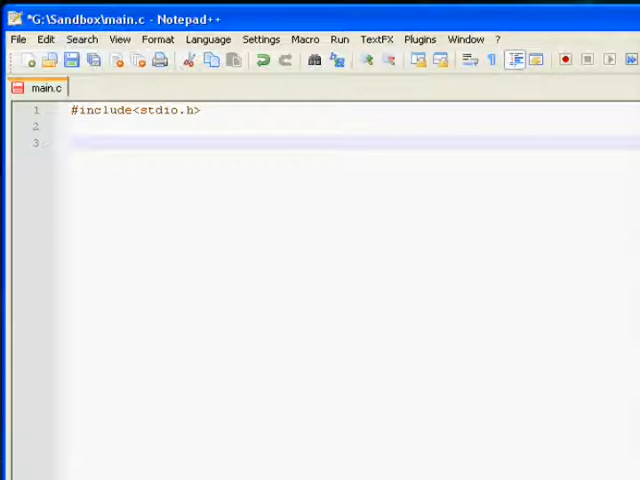 *G:\Sandbox\main.c - Notepad++
File Edit Search View Format Language Settings Macro Run TextFX Plugins Window ?
main.c
1 #include<stdio.h>
2
3